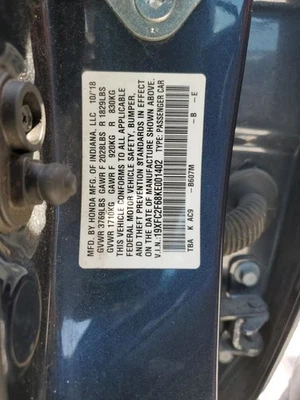 MFD. BY HONDA MFG. OF INDIANA, LLC 10/18
GVWR 3769LBS GAWR F 2028LBS R 1829LBS
GVWR 1710KG GAWR F 920KG R 830KG
THIS VEHICLE CONFORMS TO ALL APPLICABLE
FEDERAL MOTOR VEHICLE SAFETY, BUMPER,
AND THEFT PREVENTION STANDARDS IN EFFECT
ON THE DATE OF MANUFACTURE SHOWN ABOVE.
V.I.N.:19XFC2F68KE001402 TYPE: PASSENGER CAR
TBA K AC9 -B607M -B -E